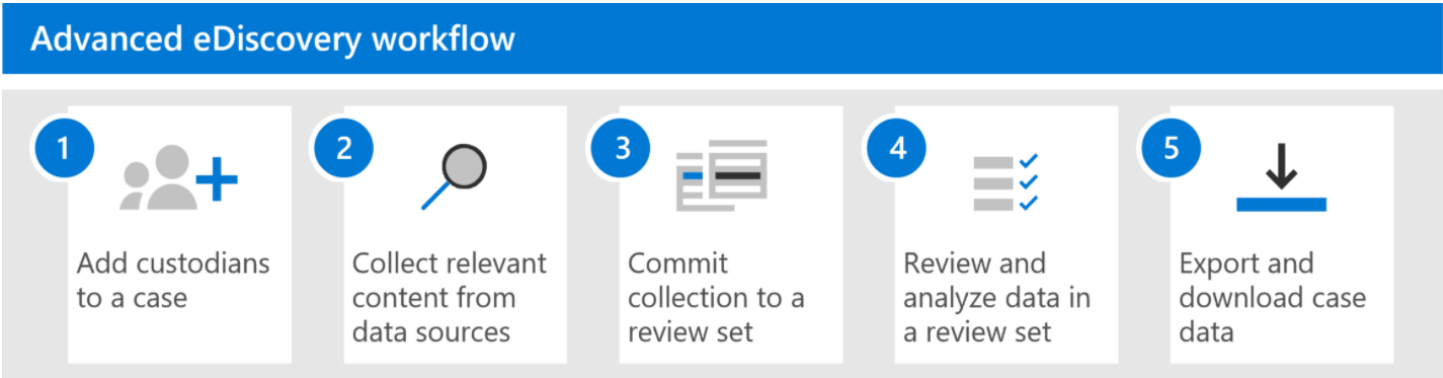 Advanced eDiscovery workflow
1
Add custodians
to a case
2
Collect relevant
content from
data sources
3
Commit
collection to a
review set
4
Review and
analyze data in
a review set
5
Export and
download case
data